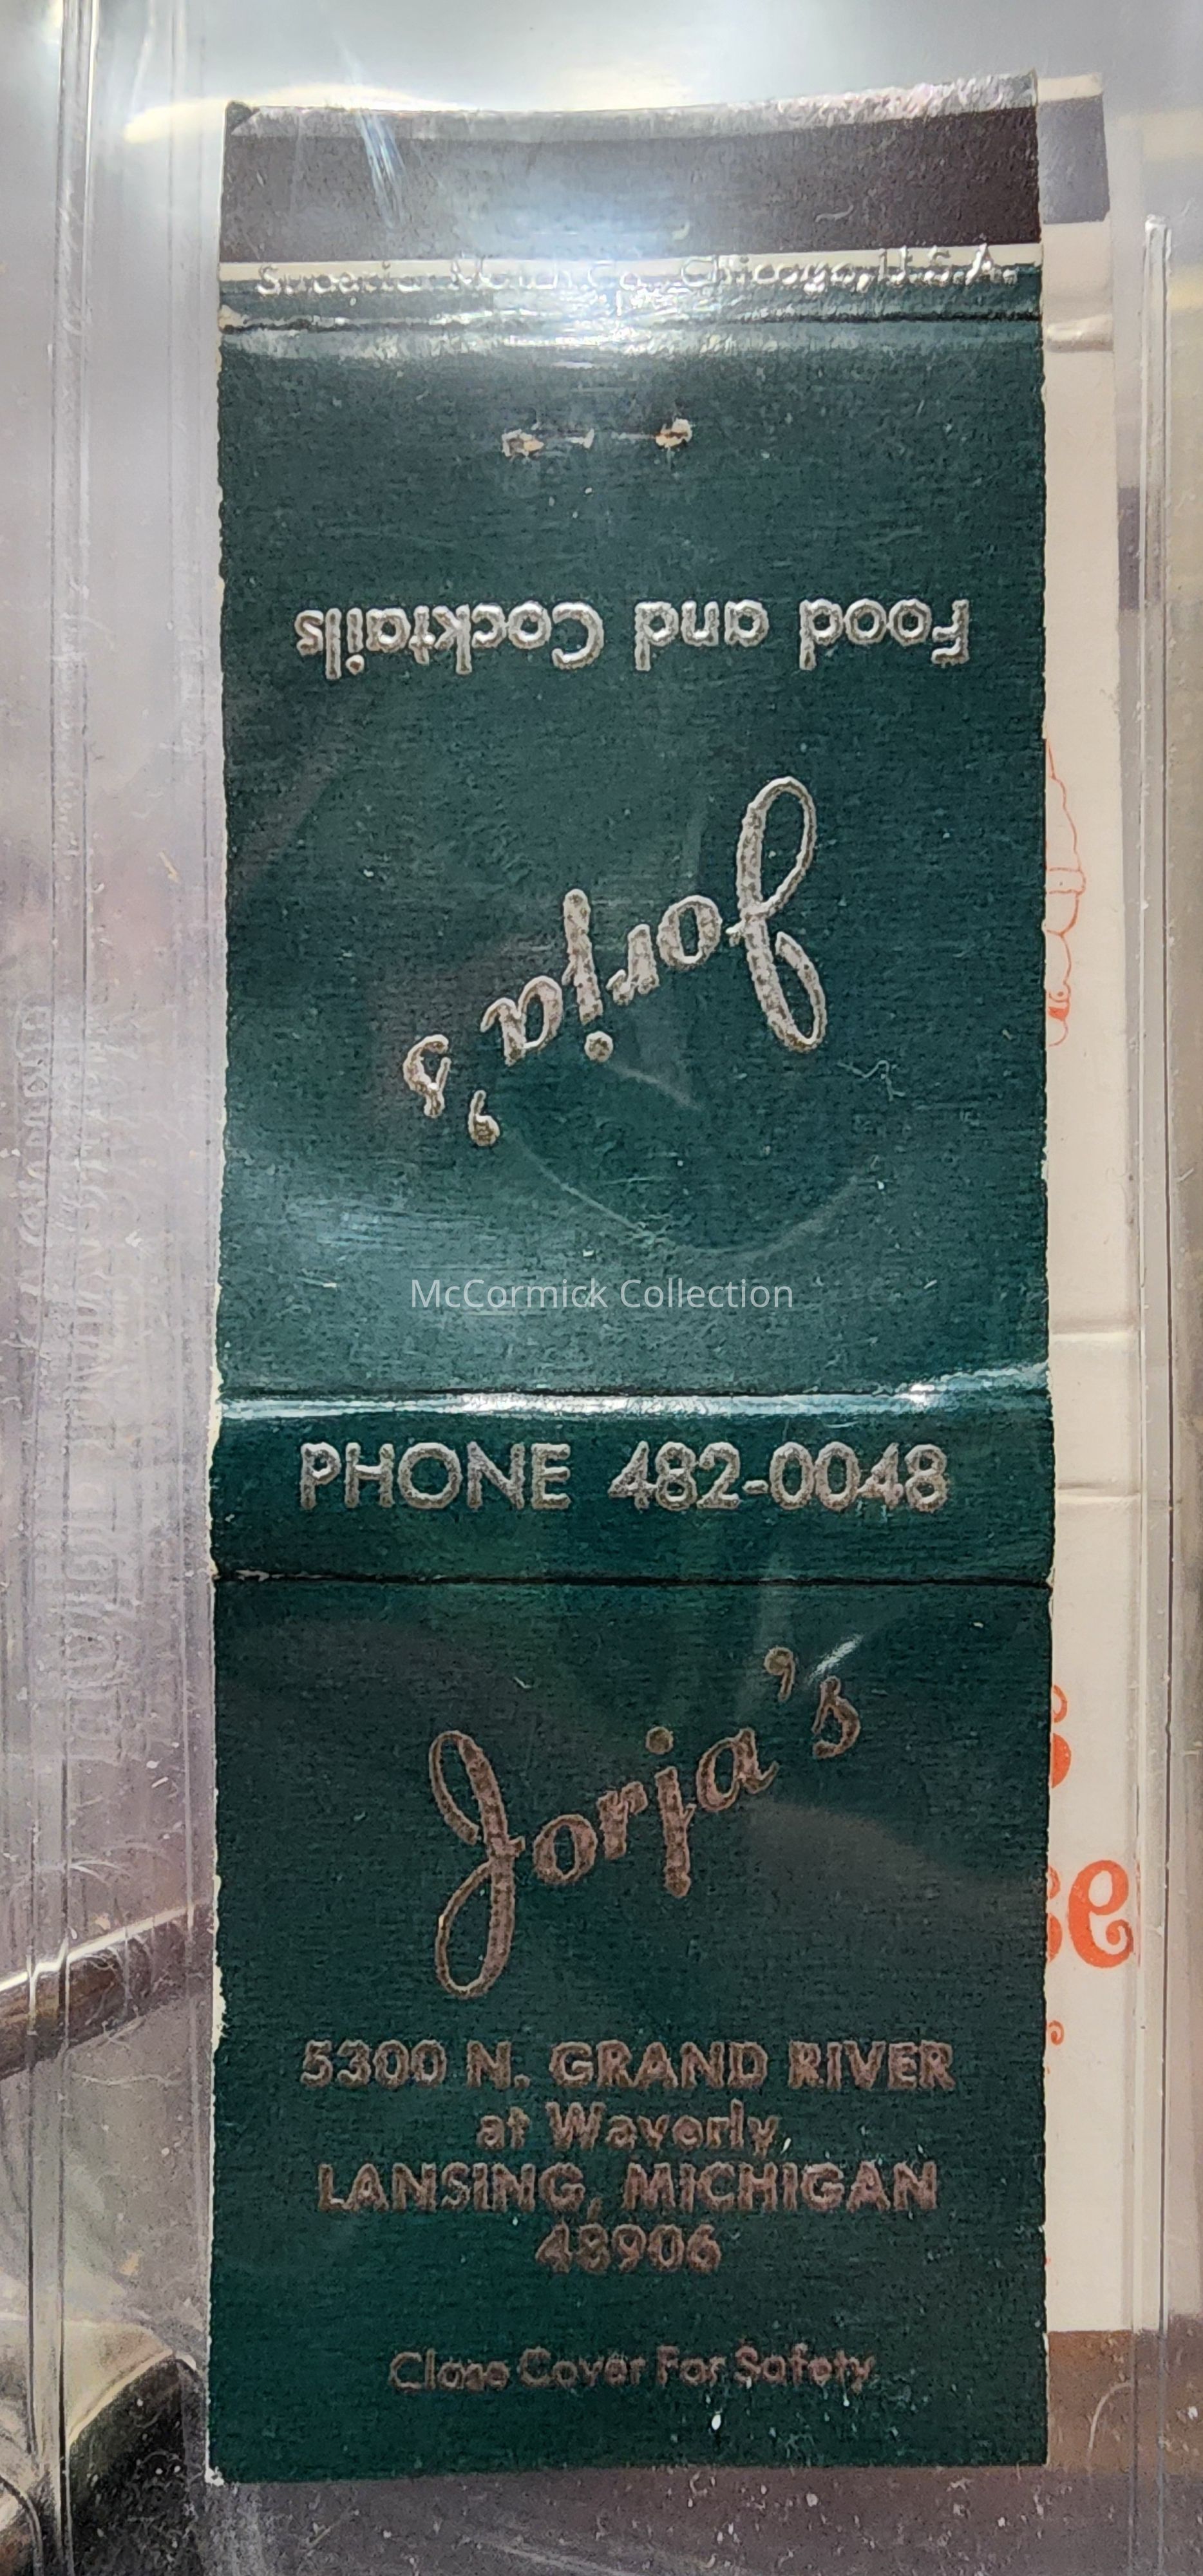 Superior Match Co., Chicago, U.S.A.
Food and Cocktails
Jorja's
McCormick Collection
PHONE 482-0048
Jorja's
5300 N. GRAND RIVER
at Waverly
LANSING, MICHIGAN
48906
Close Cover For Safety